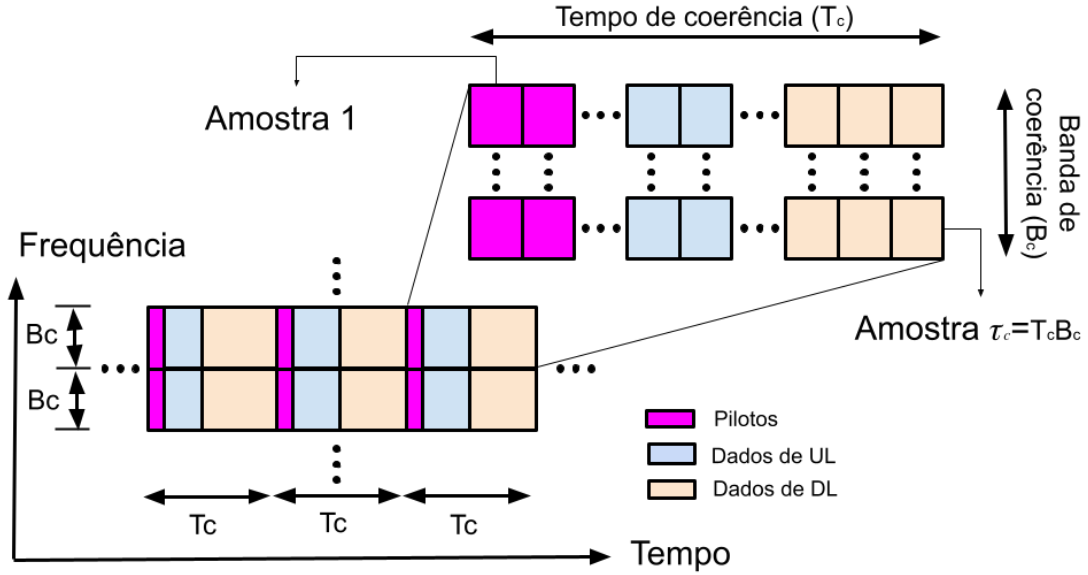 Tempo de coerência (Tc)
Amostra 1
Banda de
coerência (Bc)
Frequência
Amostra τc=TcBc
Bc
Bc
Pilotos
Dados de UL
Dados de DL
Tc
Tc
Tc
Tempo